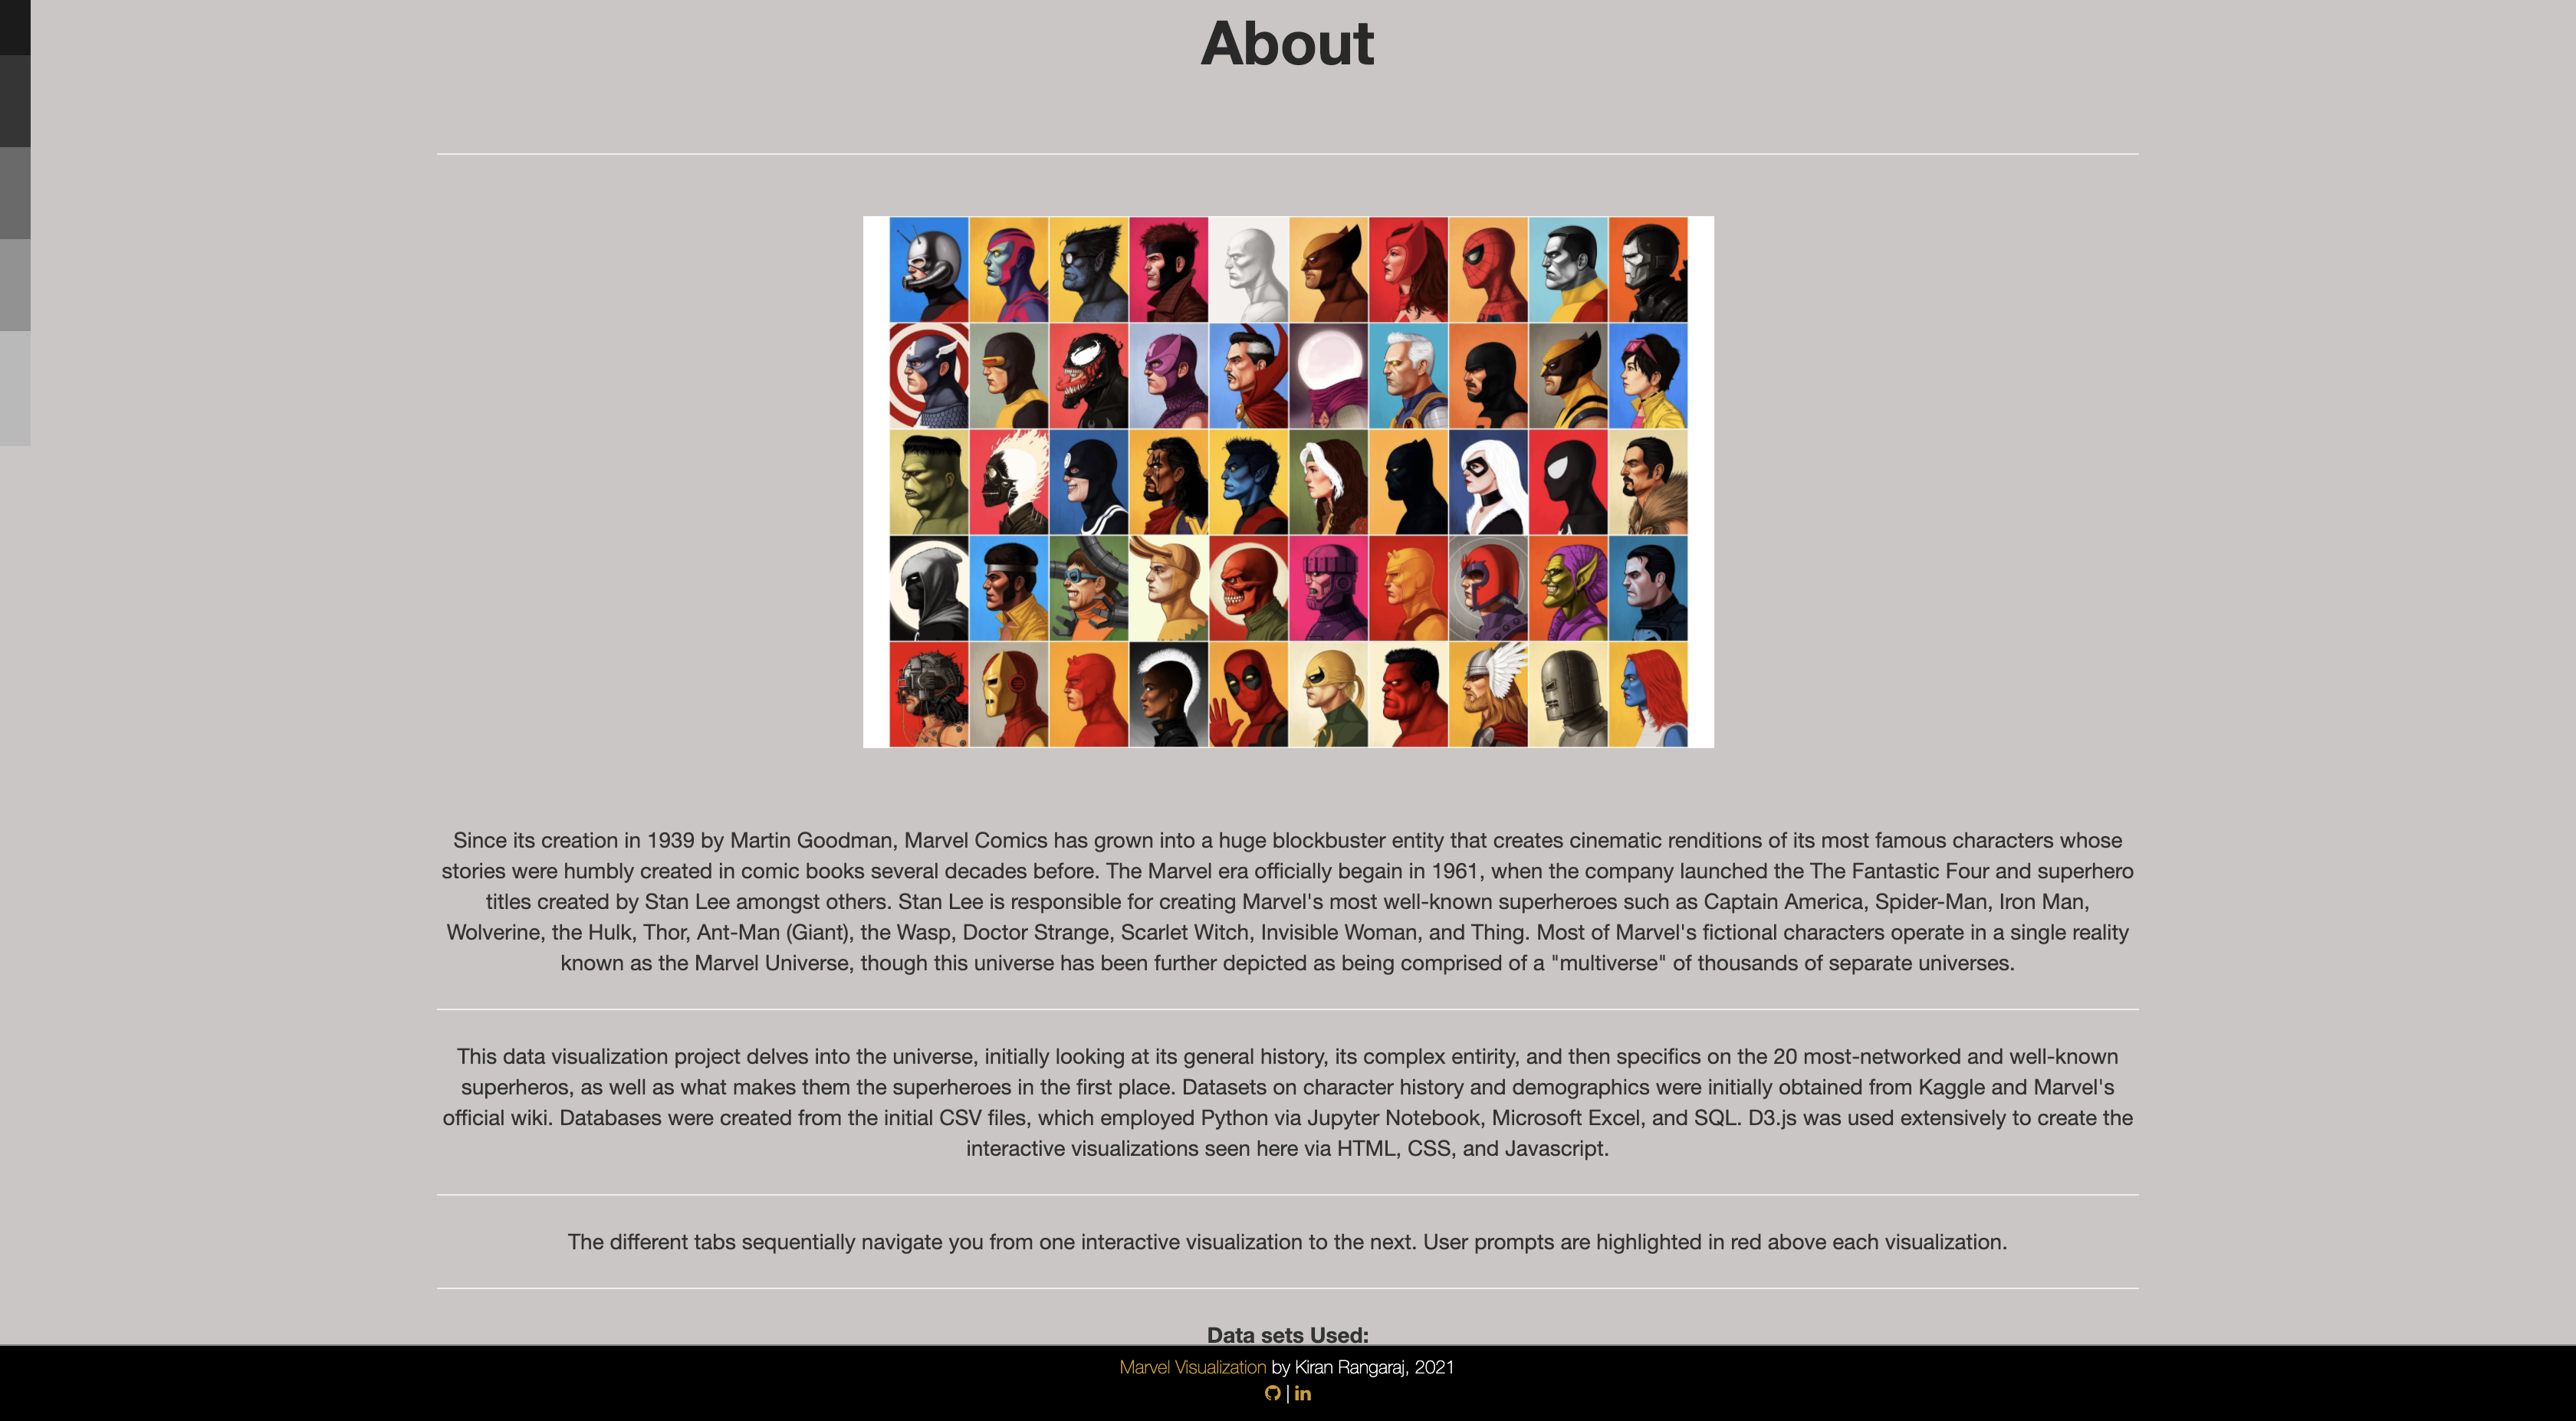 About
Since its creation in 1939 by Martin Goodman, Marvel Comics has grown into a huge blockbuster entity that creates cinematic renditions of its most famous characters whose
stories were humbly created in comic books several decades before. The Marvel era officially begain in 1961, when the company launched the The Fantastic Four and superhero
titles created by Stan Lee amongst others. Stan Lee is responsible for creating Marvel's most well-known superheroes such as Captain America, Spider-Man, Iron Man,
Wolverine, the Hulk, Thor, Ant-Man (Giant), the Wasp, Doctor Strange, Scarlet Witch, Invisible Woman, and Thing. Most of Marvel's fictional characters operate in a single reality
known as the Marvel Universe, though this universe has been further depicted as being comprised of a "multiverse" of thousands of separate universes.
This data visualization project delves into the universe, initially looking at its general history, its complex entirity, and then specifics on the 20 most-networked and well-known
superheros, as well as what makes them the superheroes in the first place. Datasets on character history and demographics were initially obtained from Kaggle and Marvel's
official wiki. Databases were created from the initial CSV files, which employed Python via Jupyter Notebook, Microsoft Excel, and SQL. D3.js was used extensively to create the
interactive visualizations seen here via HTML, CSS, and Javascript.
The different tabs sequentially navigate you from one interactive visualization to the next. User prompts are highlighted in red above each visualization.
Data sets Used:
Marvel Visualization by Kiran Rangaraj, 2021
| in